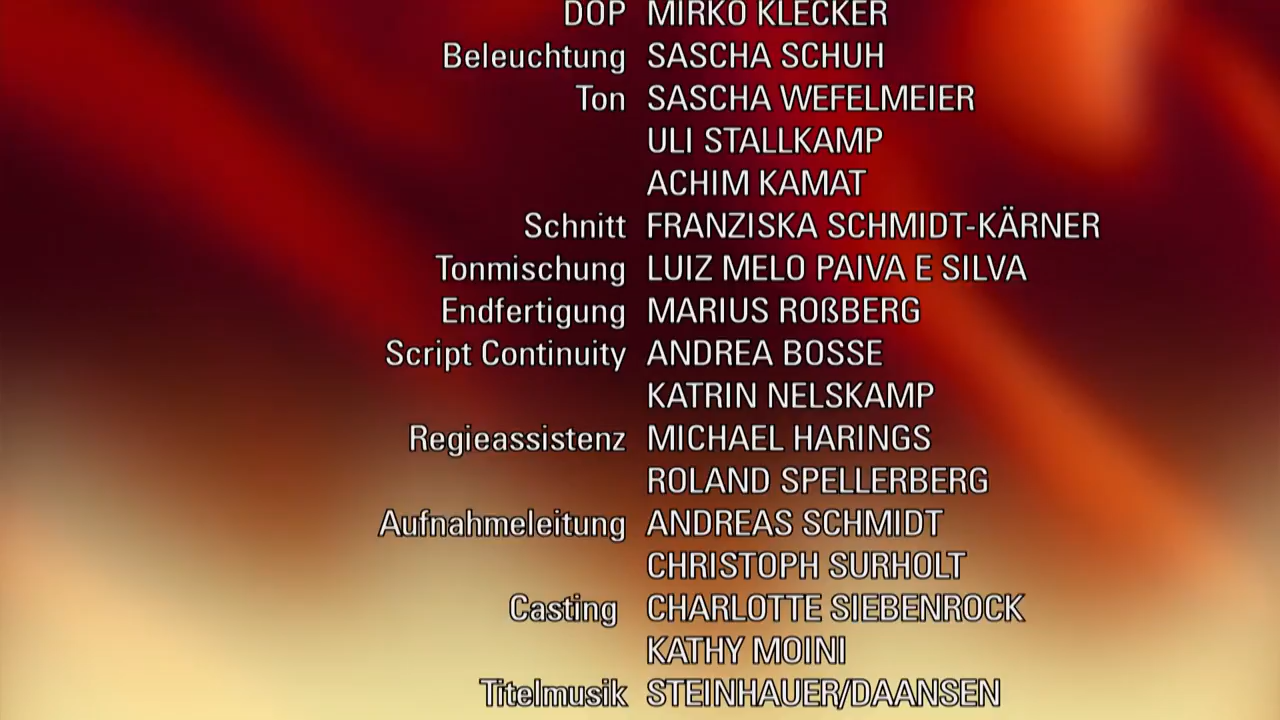 DOP MIRKO KLECKER
Beleuchtung SASCHA SCHUH
Ton SASCHA WEFELMEIER
ULI STALLKAMP
ACHIM KAMAT
Schnitt FRANZISKA SCHMIDT-KÄRNER
Tonmischung LUIZ MELO PAIVA E SILVA
Endfertigung MARIUS ROßBERG
Script Continuity ANDREA BOSSE
KATRIN NELSKAMP
Regieassistenz MICHAEL HARINGS
ROLAND SPELLERBERG
Aufnahmeleitung ANDREAS SCHMIDT
CHRISTOPH SURHOLT
Casting CHARLOTTE SIEBENROCK
KATHY MOINI
Titelmusik STEINHAUER/DAANSEN